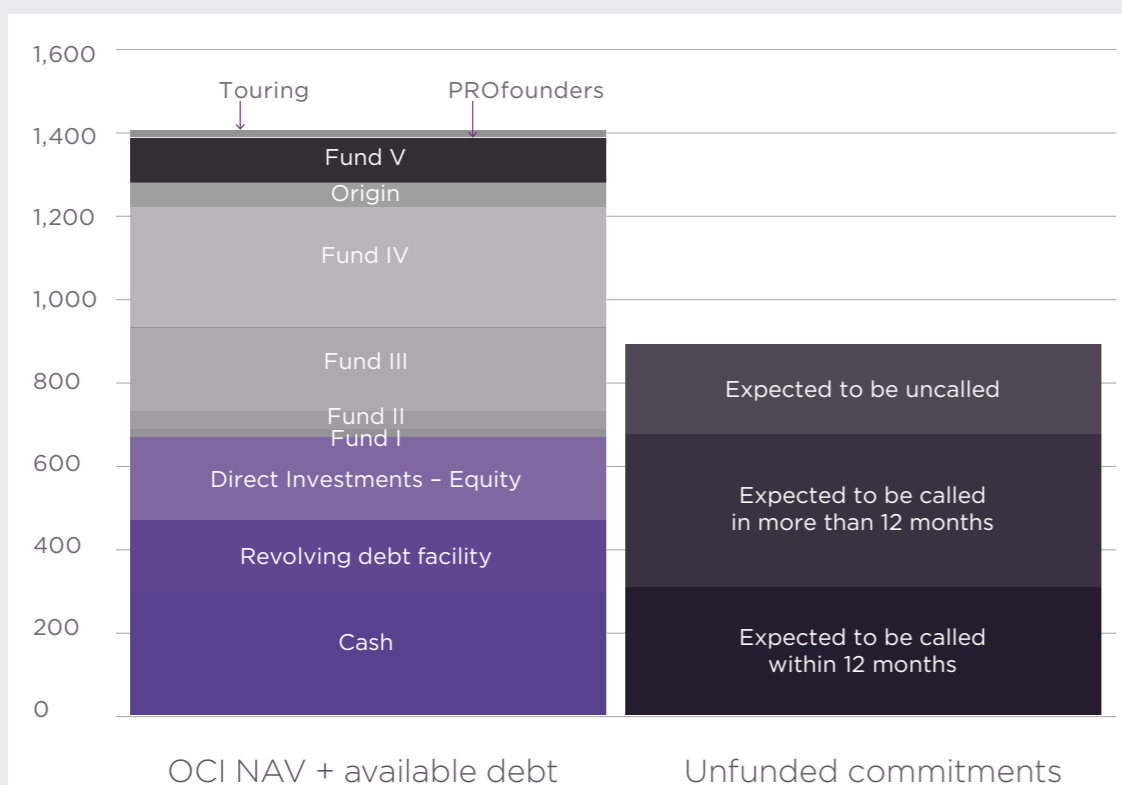 1,600
Touring
PROfounders
1,400
Fund V
Origin
1,200
Fund IV
1,000
Fund III
800
Expected to be uncalled
Fund II
Fund I
600
Direct Investments – Equity
Expected to be called
in more than 12 months
400
Revolving debt facility
200
Cash
Expected to be called
within 12 months
0
OCI NAV + available debt
Unfunded commitments